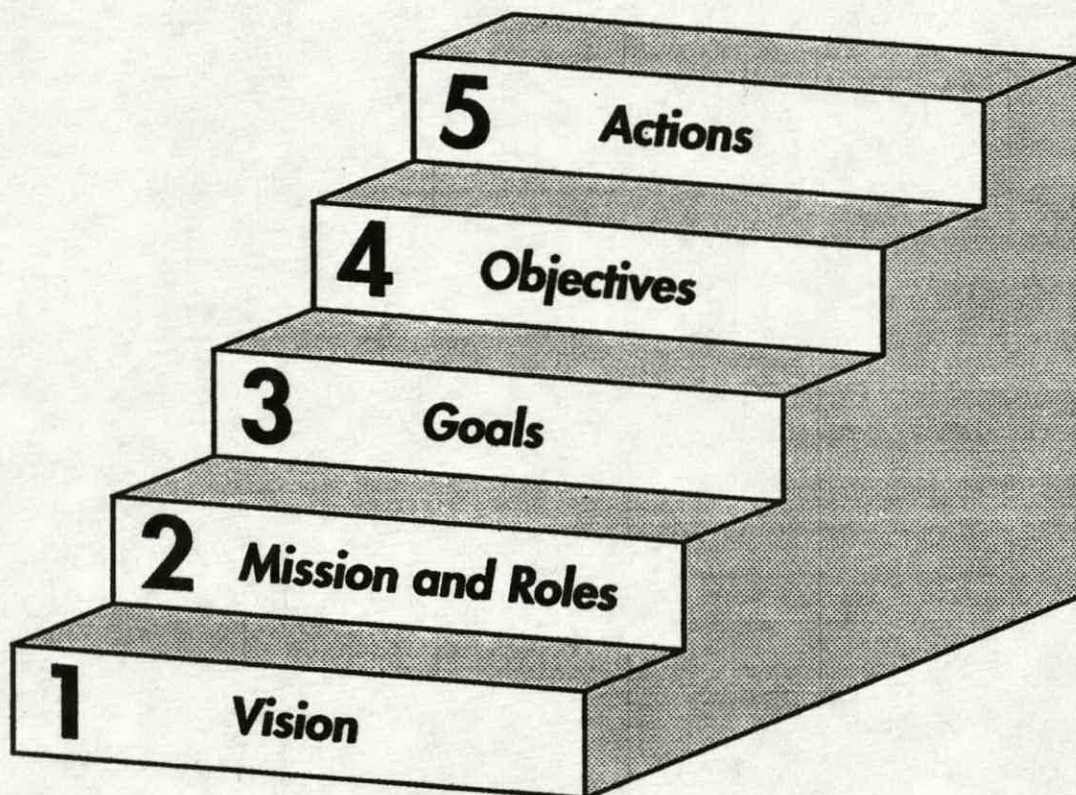 5 Actions
4 Objectives
3 Goals
2 Mission and Roles
1 Vision